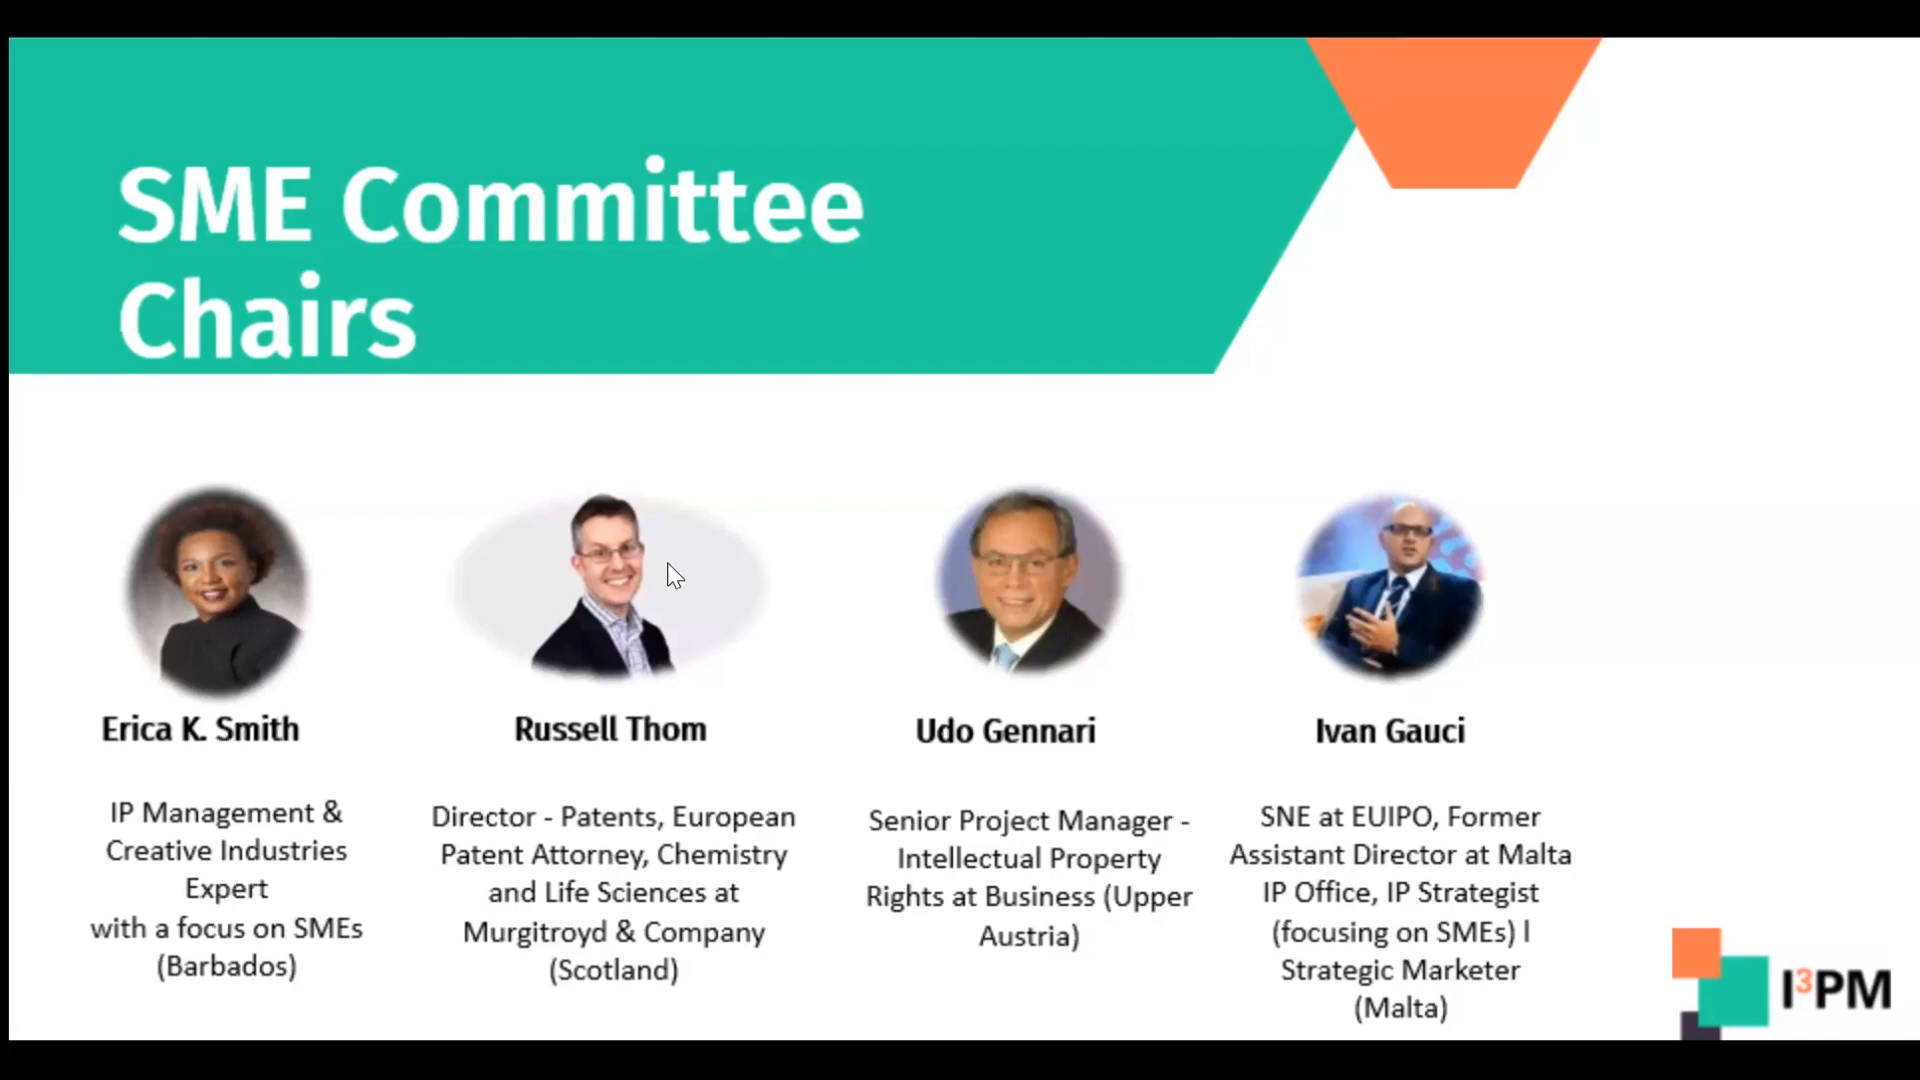 SME Committee
Chairs
Erica K. Smith
IP Management &
Creative Industries
Expert
with a focus on SMEs
(Barbados)
Russell Thom
Director - Patents, European
Patent Attorney, Chemistry
and Life Sciences at
Murgitroyd & Company
(Scotland)
Udo Gennari
Senior Project Manager -
Intellectual Property
Rights at Business (Upper
Austria)
Ivan Gauci
SNE at EUIPO, Former
Assistant Director at Malta
IP Office, IP Strategist
(focusing on SMEs) l
Strategic Marketer
(Malta)
I³PM